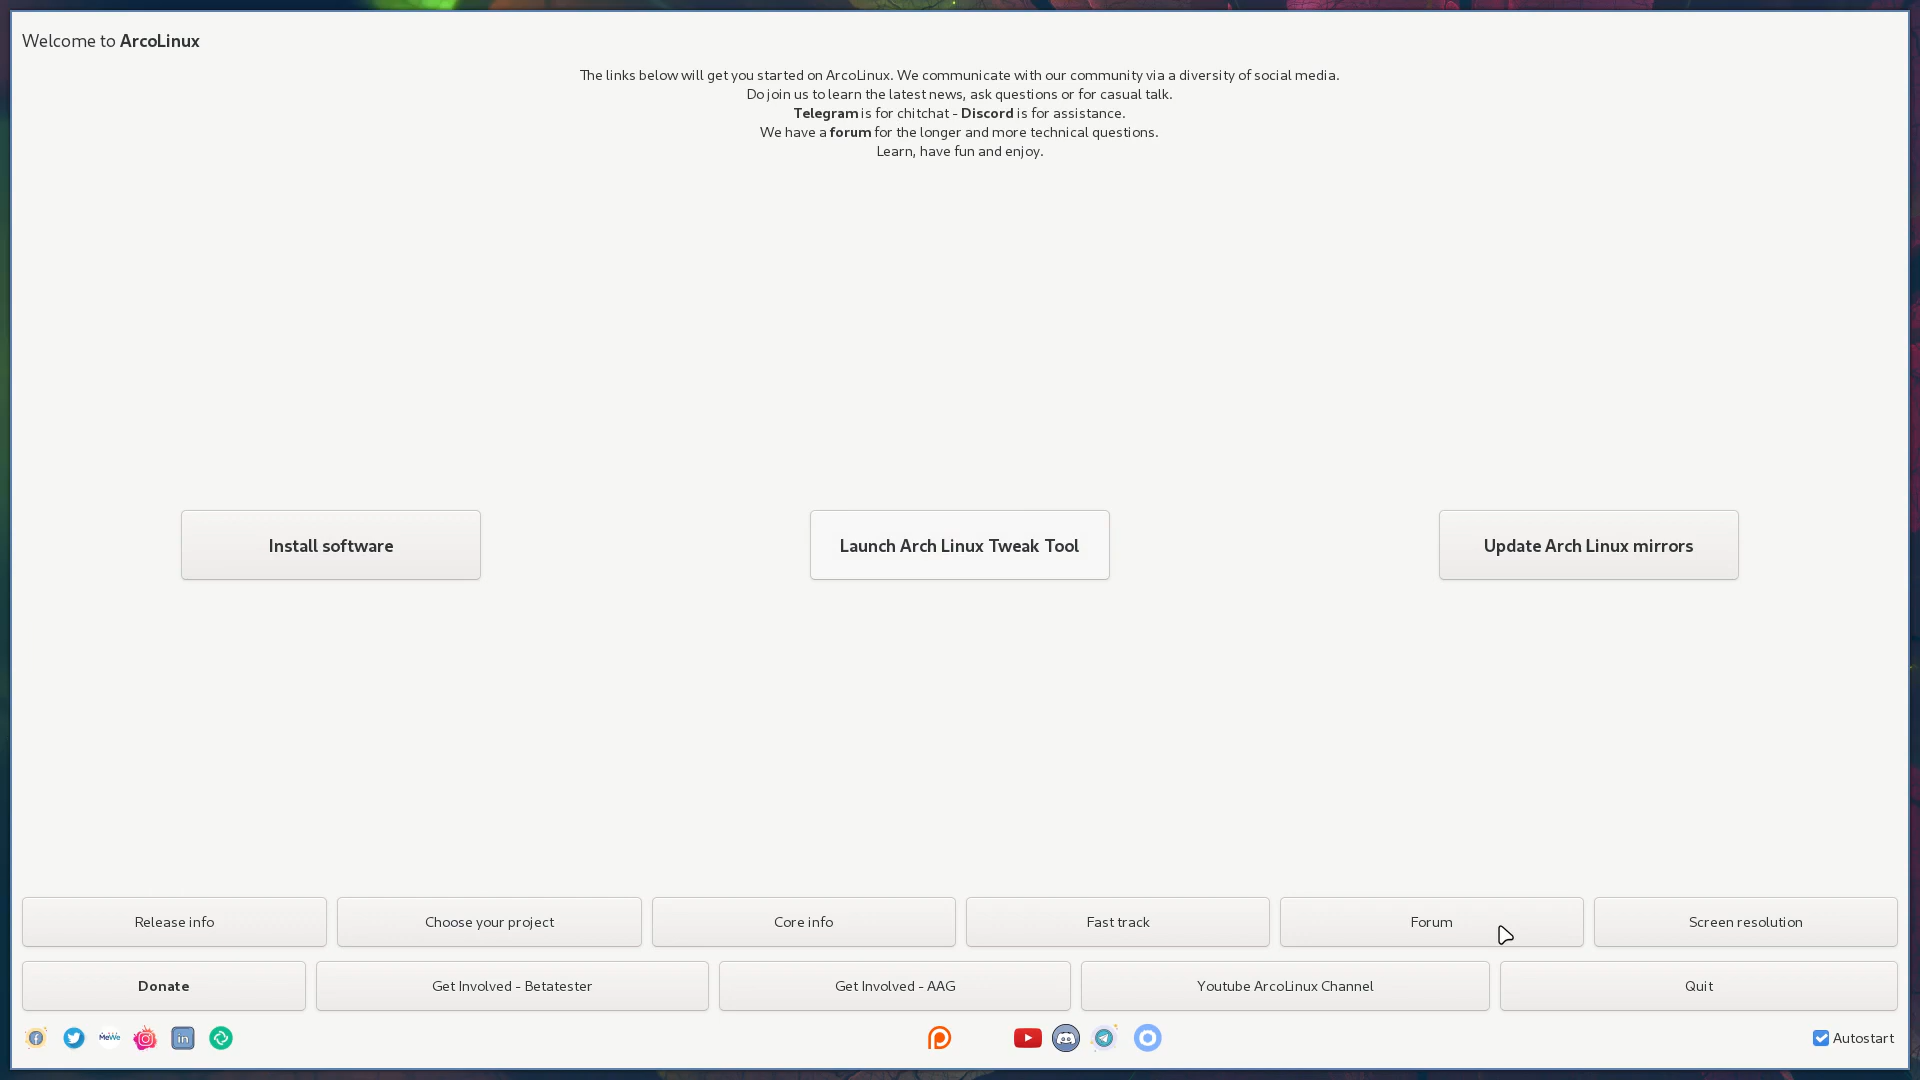 Welcome to ArcoLinux
The links below will get you started on ArcoLinux. We communicate with our community via a diversity of social media.
Do join us to learn the latest news, ask questions or for casual talk.
Telegram is for chitchat - Discord is for assistance.
We have a forum for the longer and more technical questions.
Learn, have fun and enjoy.
Install software
Launch Arch Linux Tweak Tool
Update Arch Linux mirrors
Release info
Choose your project
Core info
Fast track
Forum
Screen resolution
Donate
Get Involved - Betatester
Get Involved - AAG
Youtube ArcoLinux Channel
Quit
MeWe
in
Autostart